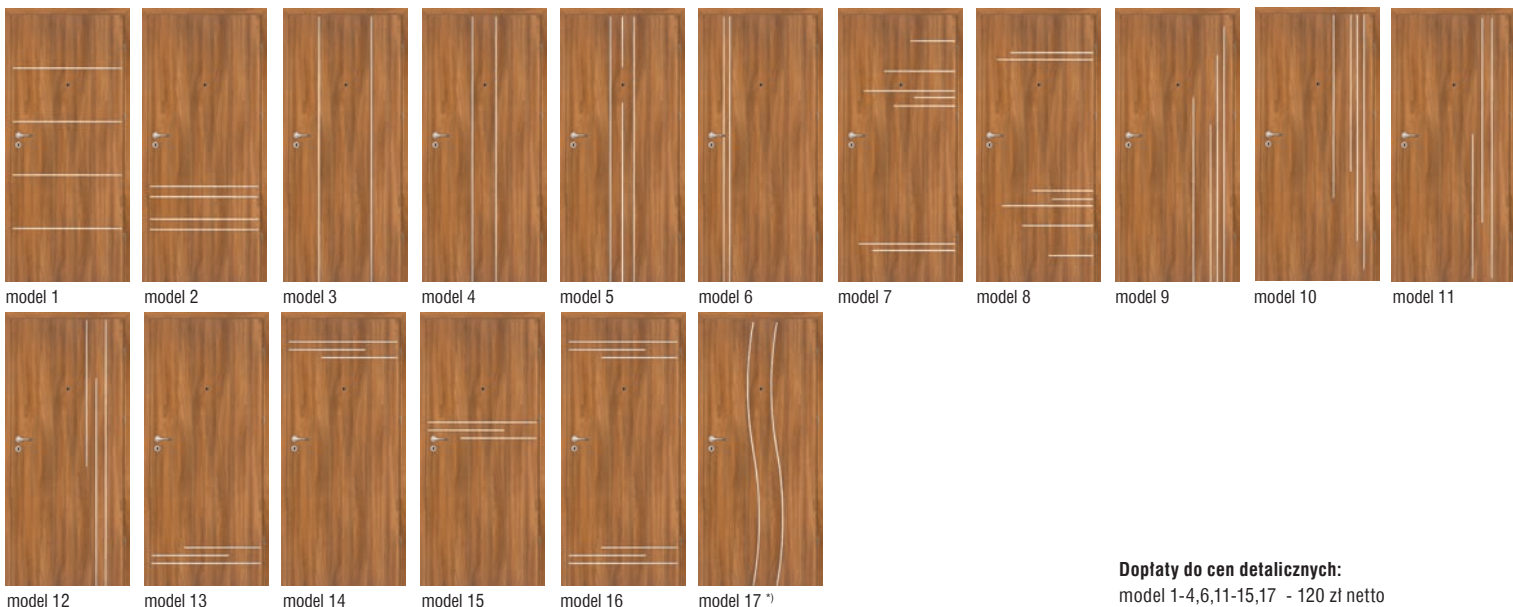 model 1
model 2
model 3
model 4
model 5
model 6
model 7
model 8
model 9
model 10
model 11
model 12
model 13
model 14
model 15
model 16
model 17 *)
Dopłaty do cen detalicznych:
model 1-4,6,11-15,17 - 120 zł netto